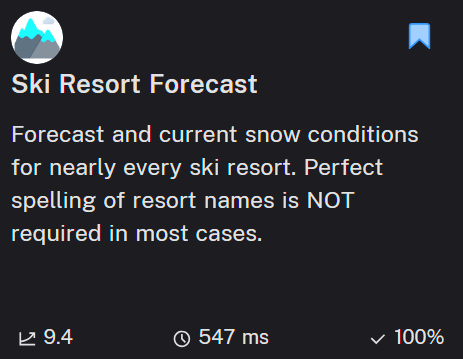 Ski Resort Forecast
Forecast and current snow conditions
for nearly every ski resort. Perfect
spelling of resort names is NOT
required in most cases.
9.4
547 ms
100%